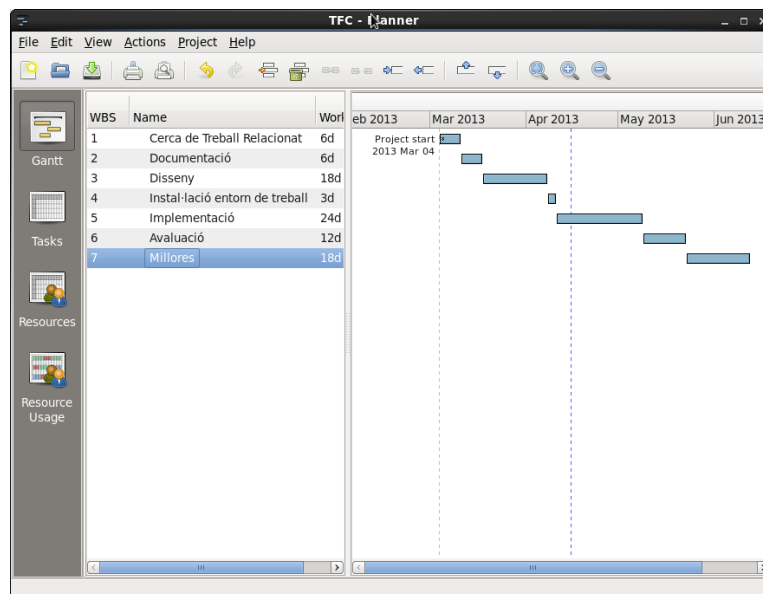 TFC - Planner
File Edit View Actions Project Help
WBS Name Work
eb 2013 Mar 2013 Apr 2013 May 2013 Jun 2013
1 Cerca de Treball Relacionat 6d
2 Documentació 6d
3 Disseny 18d
4 Instal·lació entorn de treball 3d
5 Implementació 24d
6 Avaluació 12d
7 Millores 18d
Project start
2013 Mar 04
Gantt
Tasks
Resources
Resource
Usage